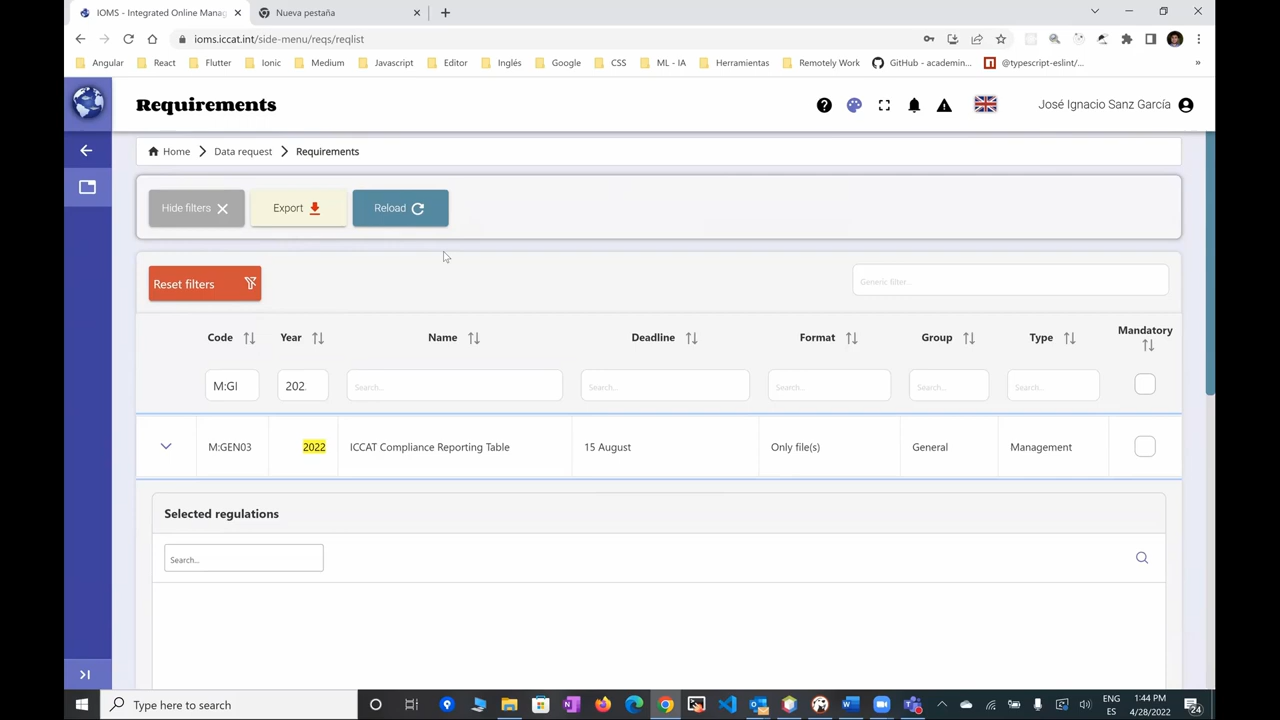 IOMS - Integrated Online Manag
Nueva pestaña
ioms.iccat.int/side-menu/reqs/reqlist
Angular React Flutter Ionic Medium Javascript Editor Inglés Google CSS ML - IA Herramientas Remotely Work GitHub - academin... @typescript-eslint/... »
Requirements
José Ignacio Sanz García
Home Data request Requirements
Hide filters Export Reload
Reset filters
Generic filter..
Code Year Name Deadline Format Group Type Mandatory
M:GI 202 Search... Search... Search... Search... Search...
M:GEN03 2022 ICCAT Compliance Reporting Table 15 August Only file(s) General Management
Selected regulations
Search...
Type here to search
ENG
ES
1:44 PM
4/28/2022
24